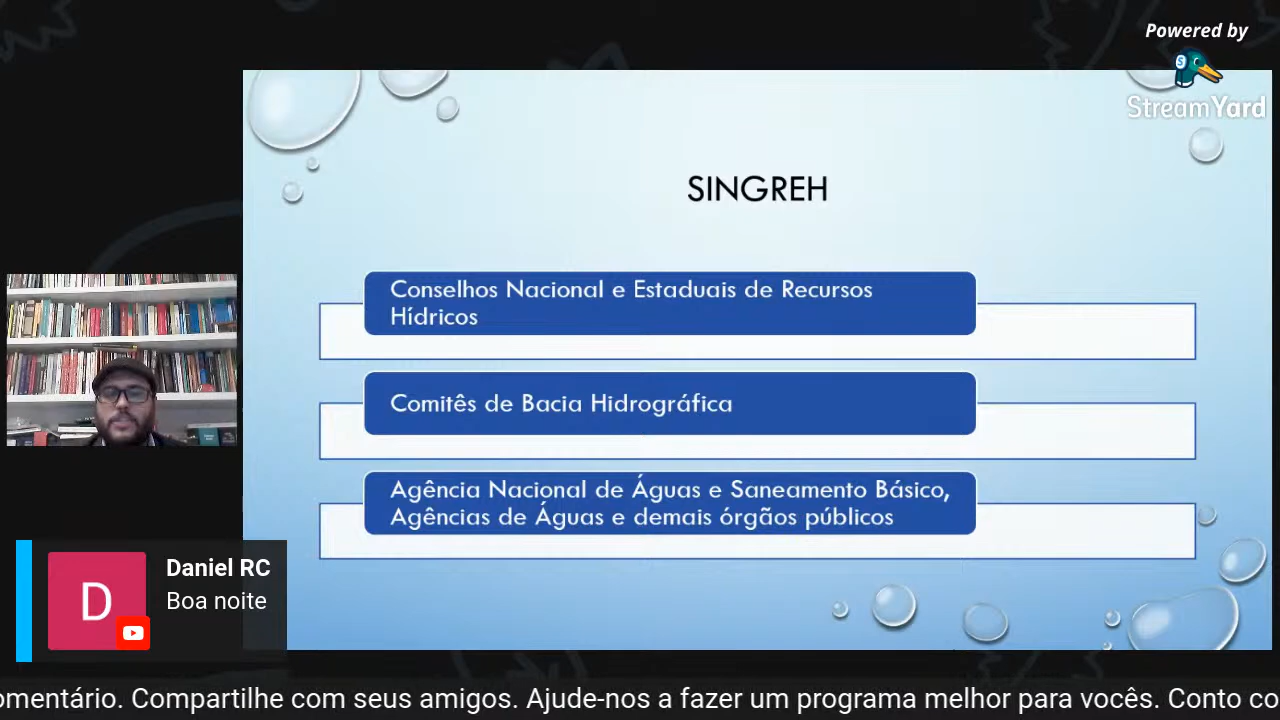 Powered by
StreamYard
SINGREH
Conselhos Nacional e Estaduais de Recursos
Hídricos
Comitês de Bacia Hidrográfica
Agência Nacional de Águas e Saneamento Básico,
Agências de Águas e demais órgãos públicos
D
Daniel RC
Boa noite
omentário. Compartilhe com seus amigos. Ajude-nos a fazer um programa melhor para vocês. Conto co